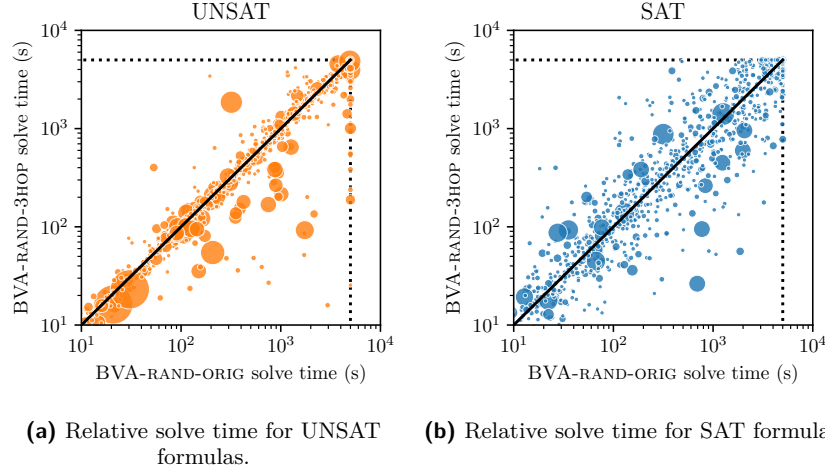 UNSAT
10^4
10^3
10^2
10^1
BVA-RAND-3HOP solve time (s)
10^1 10^2 10^3 10^4
BVA-RAND-ORIG solve time (s)
(a) Relative solve time for UNSAT
formulas.
SAT
10^4
10^3
10^2
10^1
BVA-RAND-3HOP solve time (s)
10^1 10^2 10^3 10^4
BVA-RAND-ORIG solve time (s)
(b) Relative solve time for SAT formula